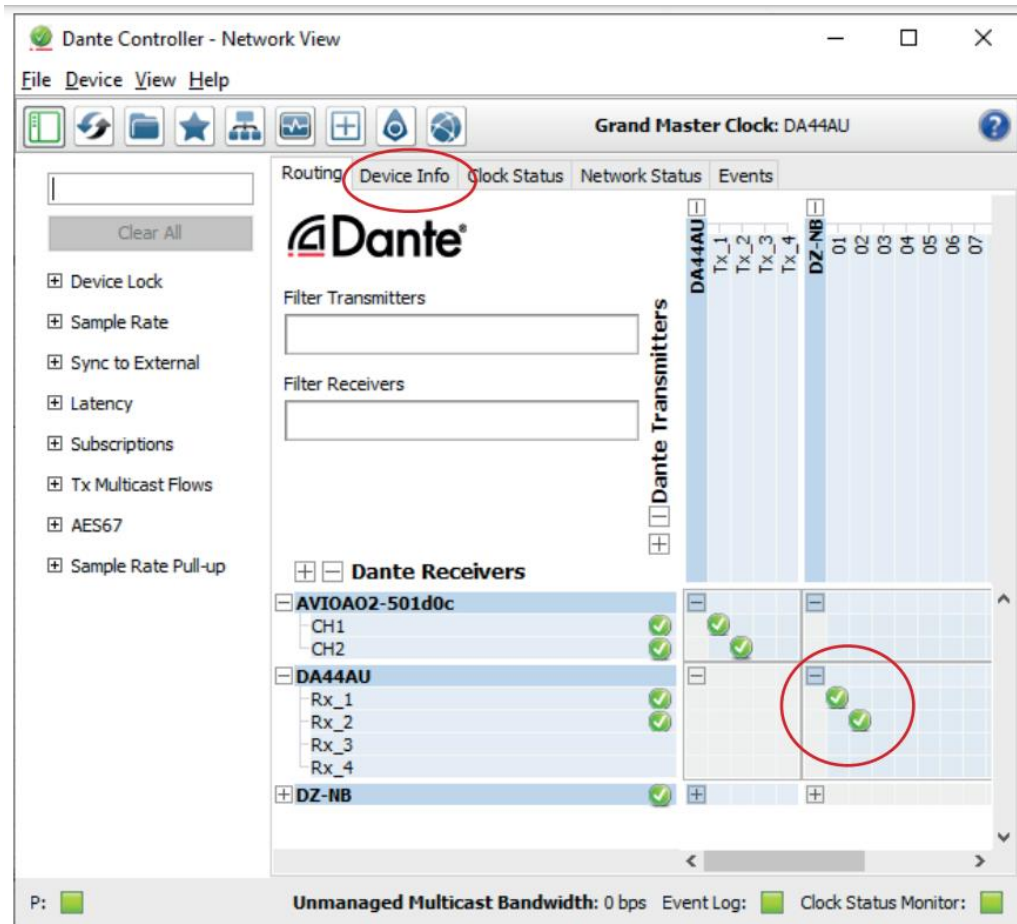 Dante Controller - Network View
File Device View Help
Grand Master Clock: DA44AU
Routing Device Info Clock Status Network Status Events
Clear All
Device Lock
Sample Rate
Sync to External
Latency
Subscriptions
Tx Multicast Flows
AES67
Sample Rate Pull-up
Dante®
Filter Transmitters
Filter Receivers
Dante Transmitters
DA44AU
Tx_1
Tx_2
Tx_3
Tx_4
DZ-NB
01
02
03
04
05
06
07
Dante Receivers
AVIOAO2-501d0c
CH1
CH2
DA44AU
Rx_1
Rx_2
Rx_3
Rx_4
DZ-NB
P:
Unmanaged Multicast Bandwidth: 0 bps Event Log: Clock Status Monitor: